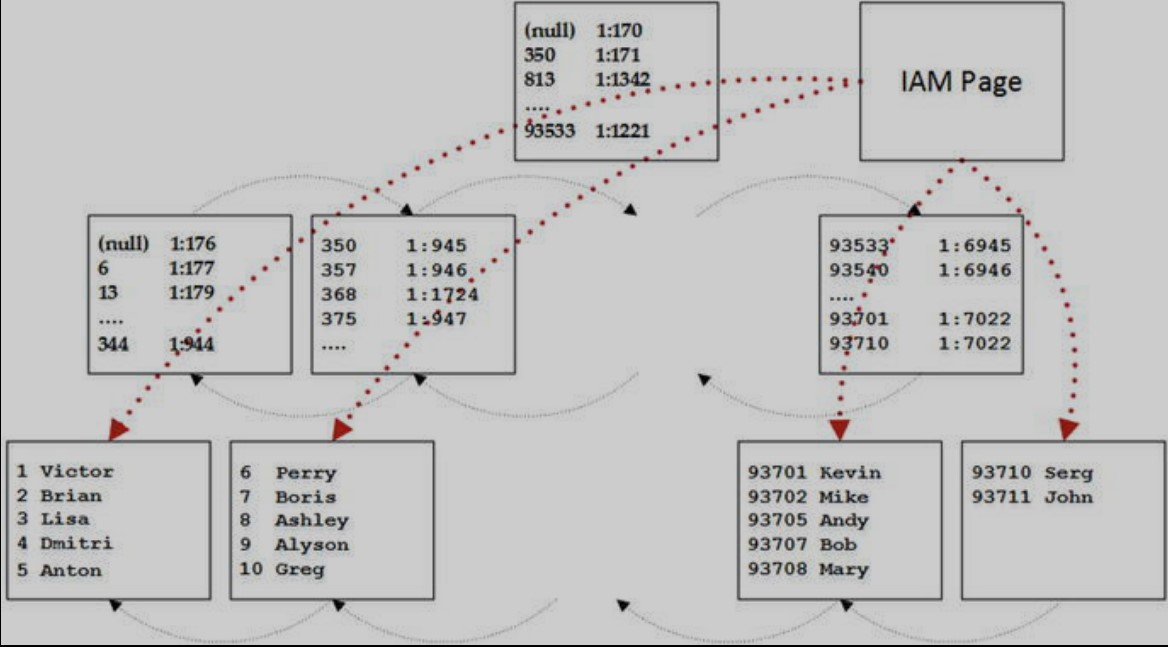 (null) 1:170
350 1:171
813 1:1342
....
93533 1:1221
IAM Page
(null) 1:176
6 1:177
13 1:179
....
344 1:944
350 1:945
357 1:946
368 1:1724
375 1:947
....
93533 1:6945
93540 1:6946
....
93701 1:7022
93710 1:7022
1 Victor
2 Brian
3 Lisa
4 Dmitri
5 Anton
6 Perry
7 Boris
8 Ashley
9 Alyson
10 Greg
93701 Kevin
93702 Mike
93705 Andy
93707 Bob
93708 Mary
93710 Serg
93711 John